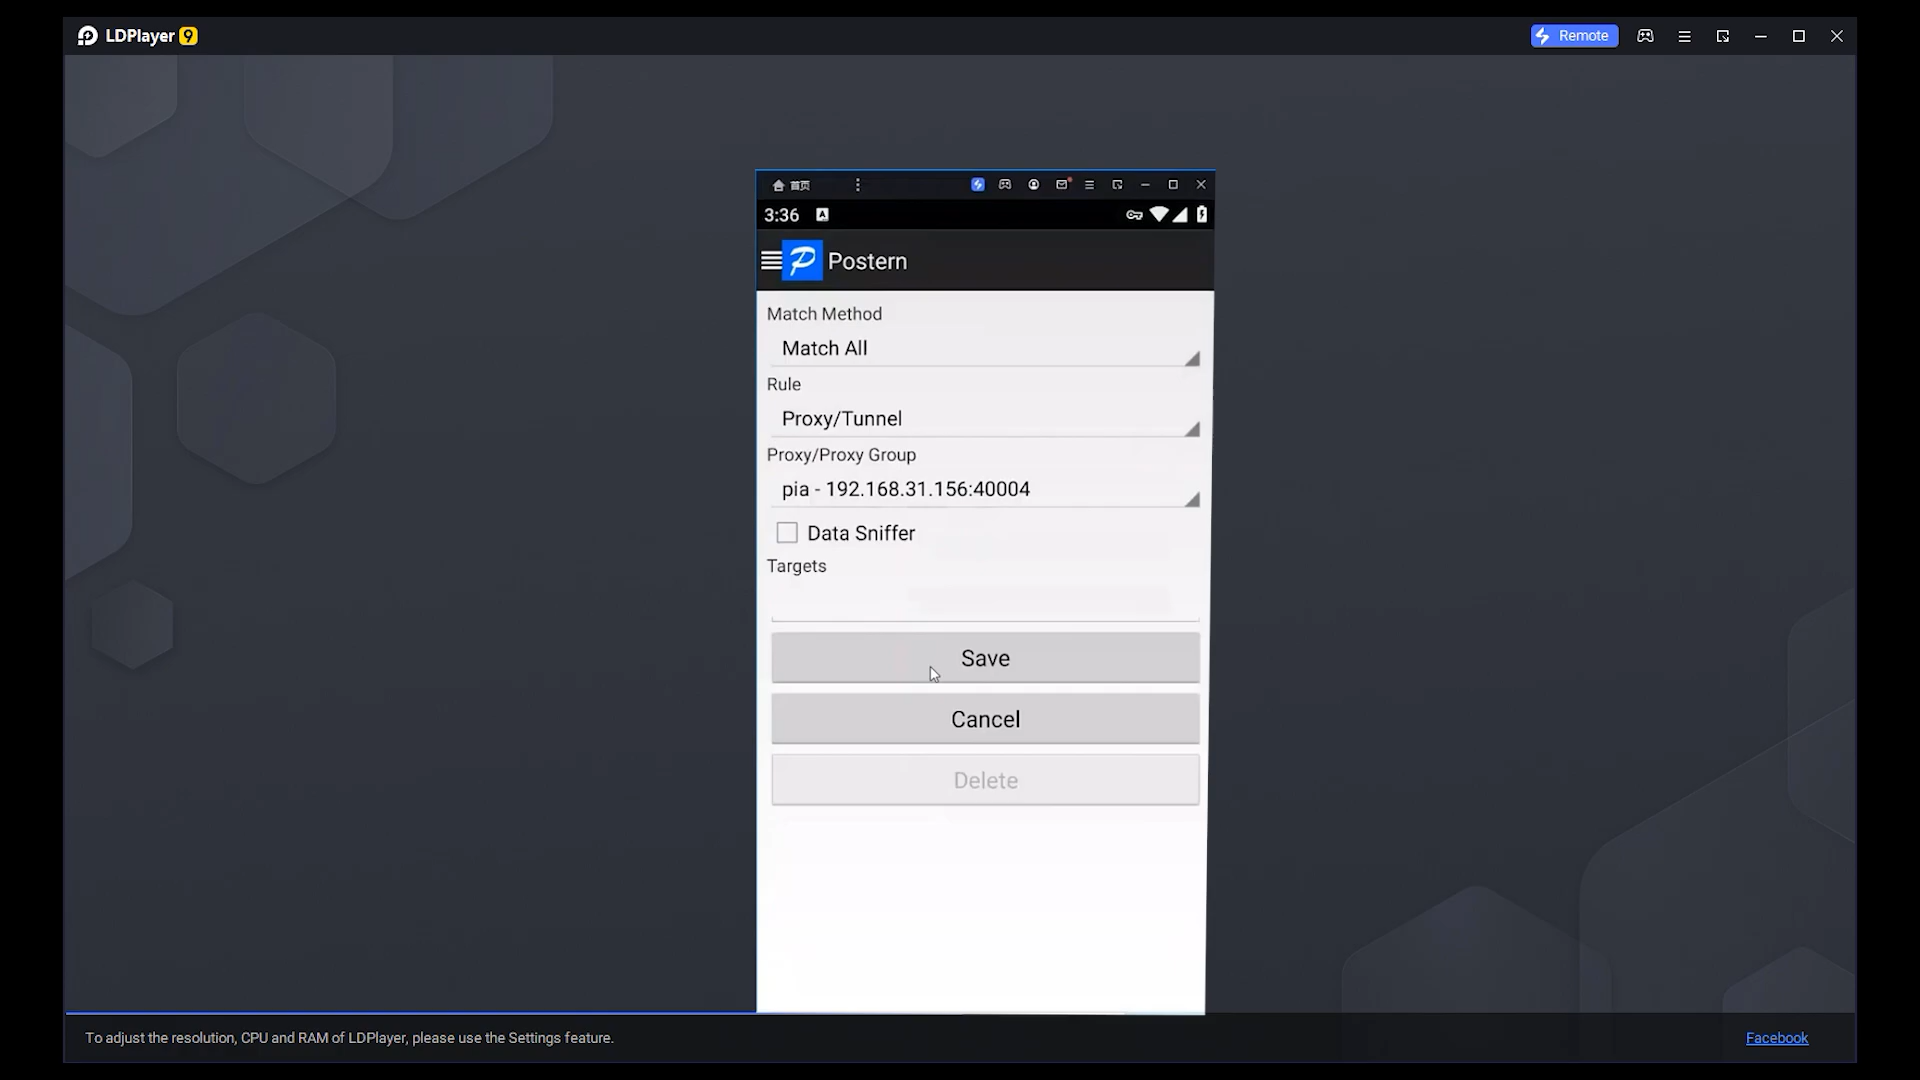 LDPlayer 9
Remote
首页
3:36 A
P Postern
Match Method
Match All
Rule
Proxy/Tunnel
Proxy/Proxy Group
pia - 192.168.31.156:40004
Data Sniffer
Targets
Save
Cancel
Delete
To adjust the resolution, CPU and RAM of LDPlayer, please use the Settings feature.
Facebook